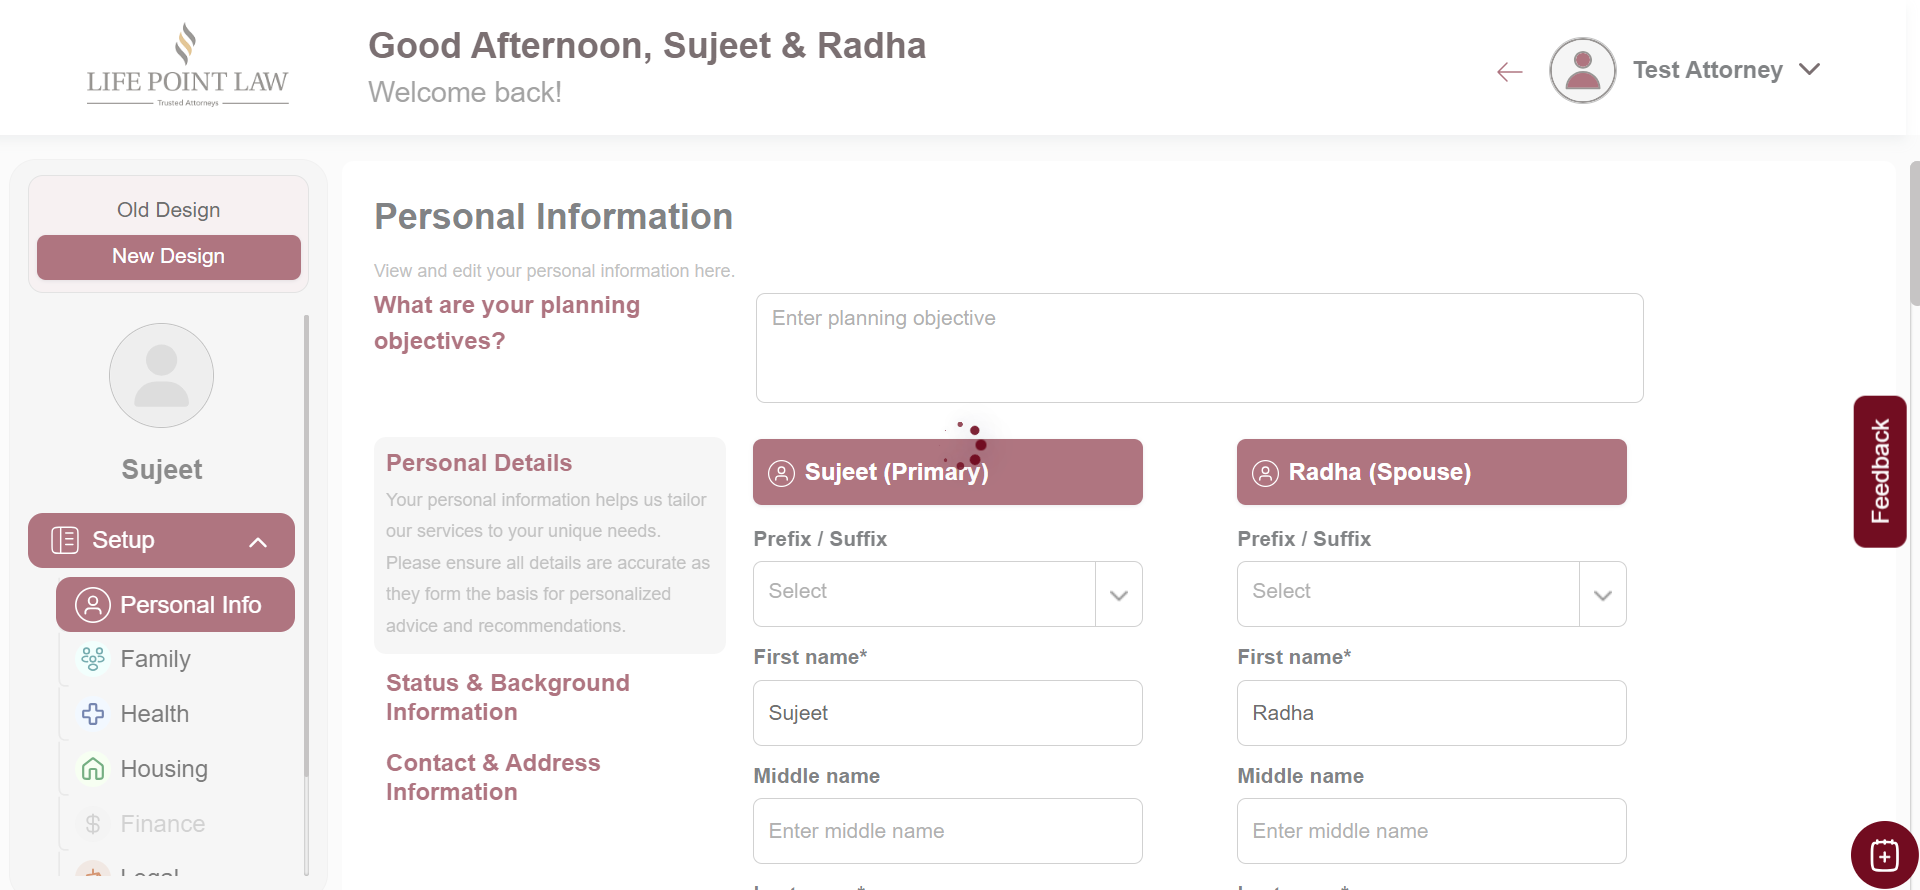 LIFE POINT LAW
Trusted Attorneys
Good Afternoon, Sujeet & Radha
Welcome back!
Test Attorney
Old Design
New Design
Sujeet
Setup
Personal Info
Family
Health
Housing
Finance
Personal Information
View and edit your personal information here.
What are your planning
objectives?
Enter planning objective
Personal Details
Your personal information helps us tailor
our services to your unique needs.
Please ensure all details are accurate as
they form the basis for personalized
advice and recommendations.
Status & Background
Information
Contact & Address
Information
Sujeet (Primary)
Prefix / Suffix
Select
First name*
Sujeet
Middle name
Enter middle name
Radha (Spouse)
Prefix / Suffix
Select
First name*
Radha
Middle name
Enter middle name
Feedback